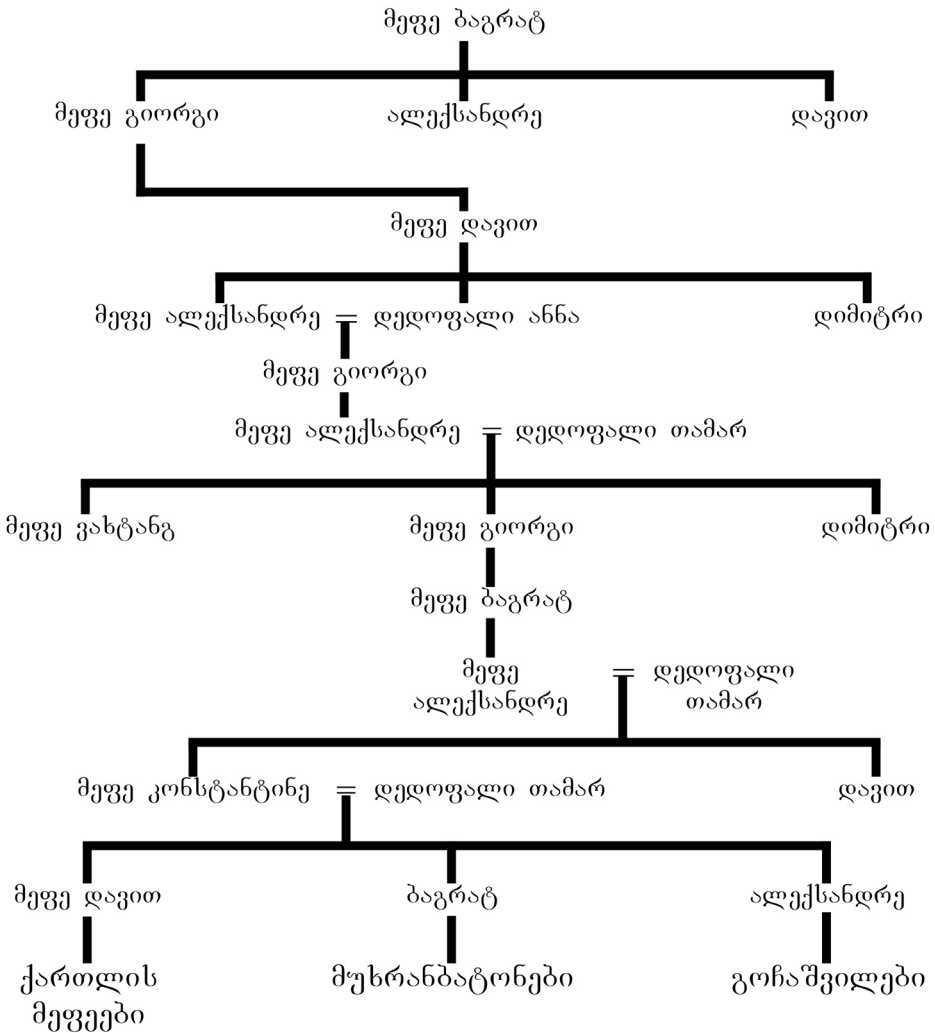 მეფე ბაგრატ
მეფე გიორგი ალექსანდრე დავით
მეფე დავით
მეფე ალექსანდრე = დედოფალი ანნა დიმიტრი
მეფე გიორგი
მეფე ალექსანდრე = დედოფალი თამარ
მეფე ვახტანგ მეფე გიორგი დიმიტრი
მეფე ბაგრატ
მეფე = დედოფალი
ალექსანდრე თამარ
მეფე კონსტანტინე = დედოფალი თამარ დავით
მეფე დავით ბაგრატ ალექსანდრე
ქართლის მუხრანბატონები გოჩაშვილები
მეფეები